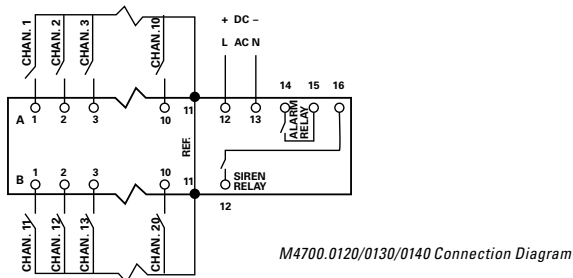 CHAN. 1
CHAN. 2
CHAN. 3
CHAN.10
+ DC –
L AC N
14
15
16
A
1
2
3
10
11
12
13
ALARM
RELAY
REF.
B
1
2
3
10
11
SIREN
RELAY
12
CHAN. 11
CHAN. 12
CHAN. 13
CHAN. 20
M4700.0120/0130/0140 Connection Diagram